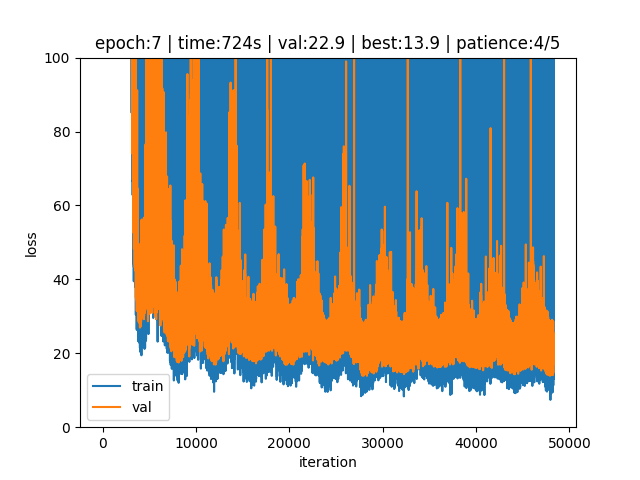 epoch:7 | time:724s | val:22.9 | best:13.9 | patience:4/5
100
80
60
40
20
0
loss
train
val
0 10000 20000 30000 40000 50000
iteration